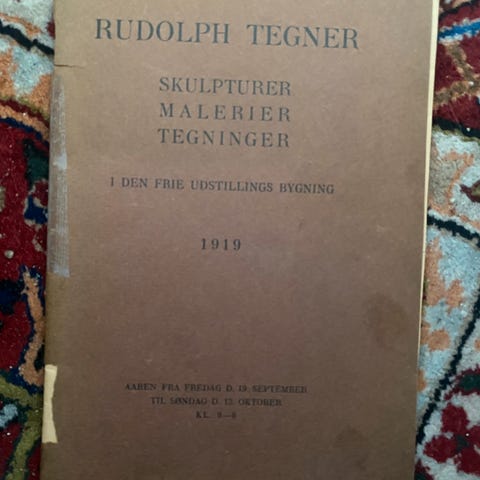 RUDOLPH TEGNER
SKULPTURER
MALERIER
TEGNINGER
I DEN FRIE UDSTILLINGS BYGNING
1919
AABEN FRA FREDAG D. 19. SEPTEMBER
TIL SØNDAG D. 12. OKTOBER
KL.